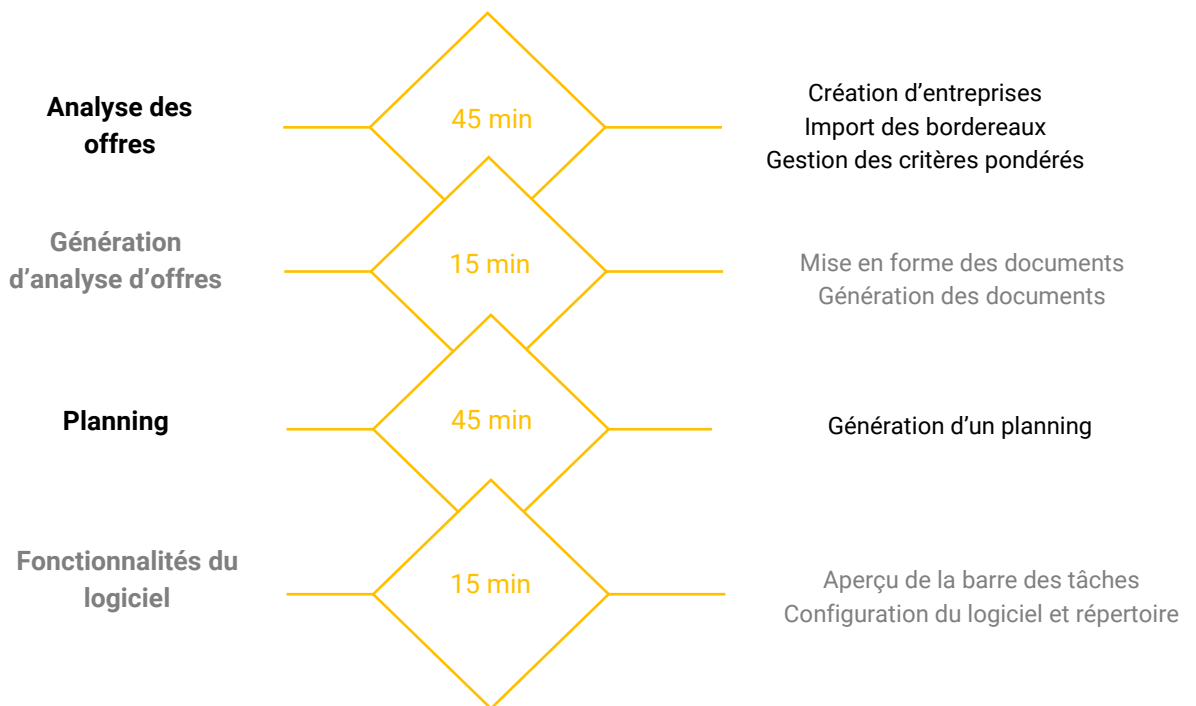 Analyse des
offres
45 min
Création d’entreprises
Import des bordereaux
Gestion des critères pondérés
Génération
d’analyse d’offres
15 min
Mise en forme des documents
Génération des documents
Planning
45 min
Génération d’un planning
Fonctionnalités du
logiciel
15 min
Aperçu de la barre des tâches
Configuration du logiciel et répertoire